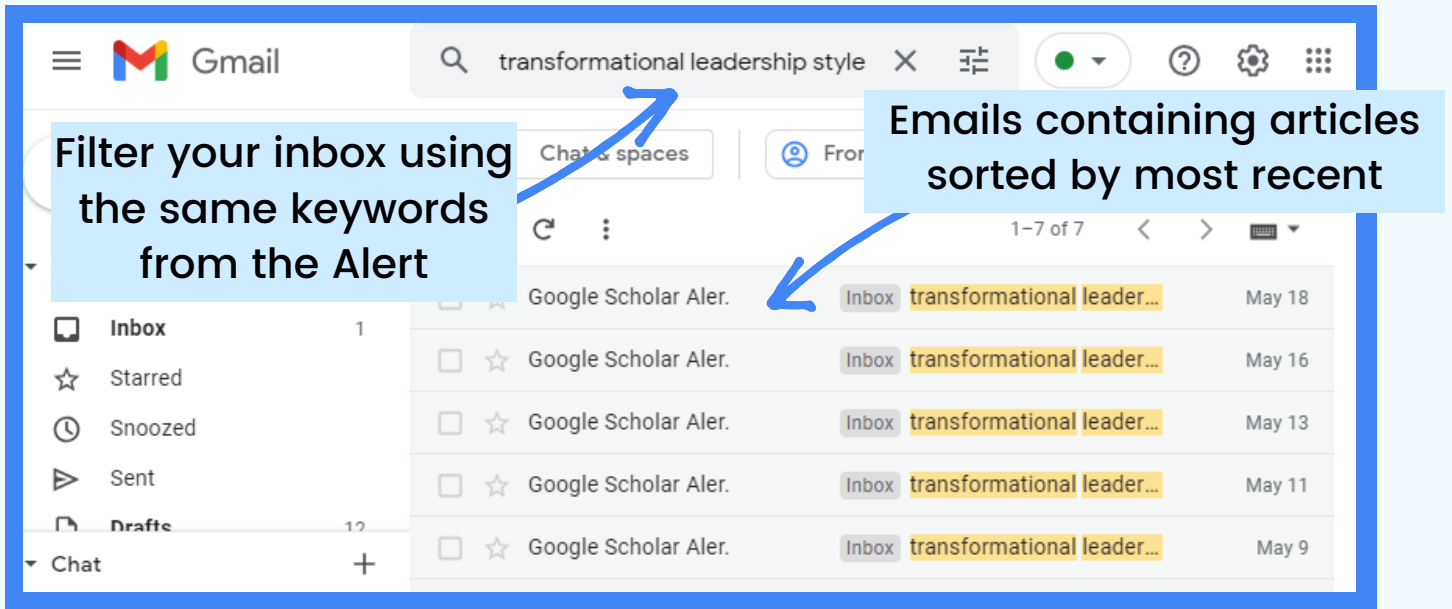 Gmail
transformational leadership style
Filter your inbox using
the same keywords
from the Alert
Chat & spaces
Emails containing articles
sorted by most recent
1–7 of 7
Google Scholar Aler. Inbox transformational leader... May 18
Inbox 1
Google Scholar Aler. Inbox transformational leader... May 16
Starred
Google Scholar Aler. Inbox transformational leader... May 13
Snoozed
Google Scholar Aler. Inbox transformational leader... May 11
Sent
Drafts 12
Google Scholar Aler. Inbox transformational leader... May 9
Chat